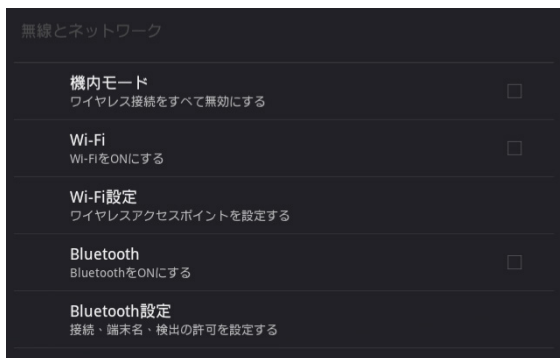 無線とネットワーク
機内モード
ワイヤレス接続をすべて無効にする
Wi-Fi
Wi-FiをONにする
Wi-Fi設定
ワイヤレスアクセスポイントを設定する
Bluetooth
BluetoothをONにする
Bluetooth設定
接続、端末名、検出の許可を設定する